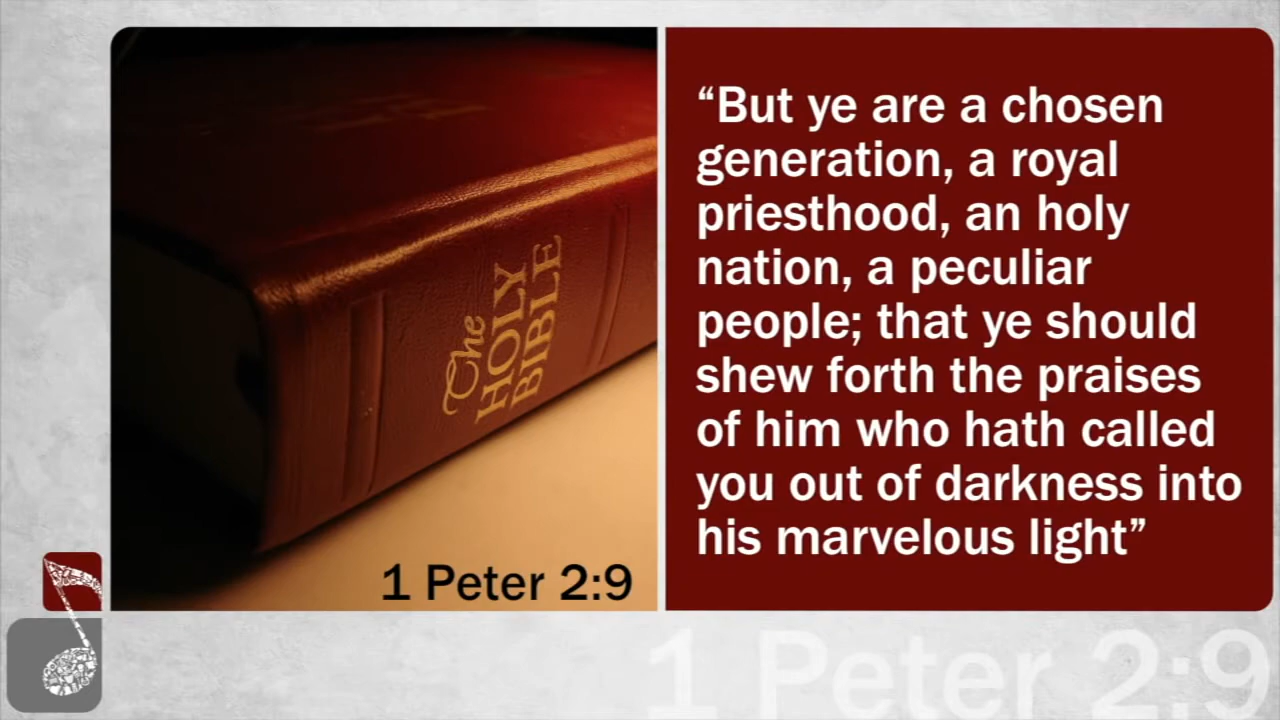 The
HOLY
BIBLE
1 Peter 2:9
“But ye are a chosen
generation, a royal
priesthood, an holy
nation, a peculiar
people; that ye should
shew forth the praises
of him who hath called
you out of darkness into
his marvelous light”
1 Peter 2:9